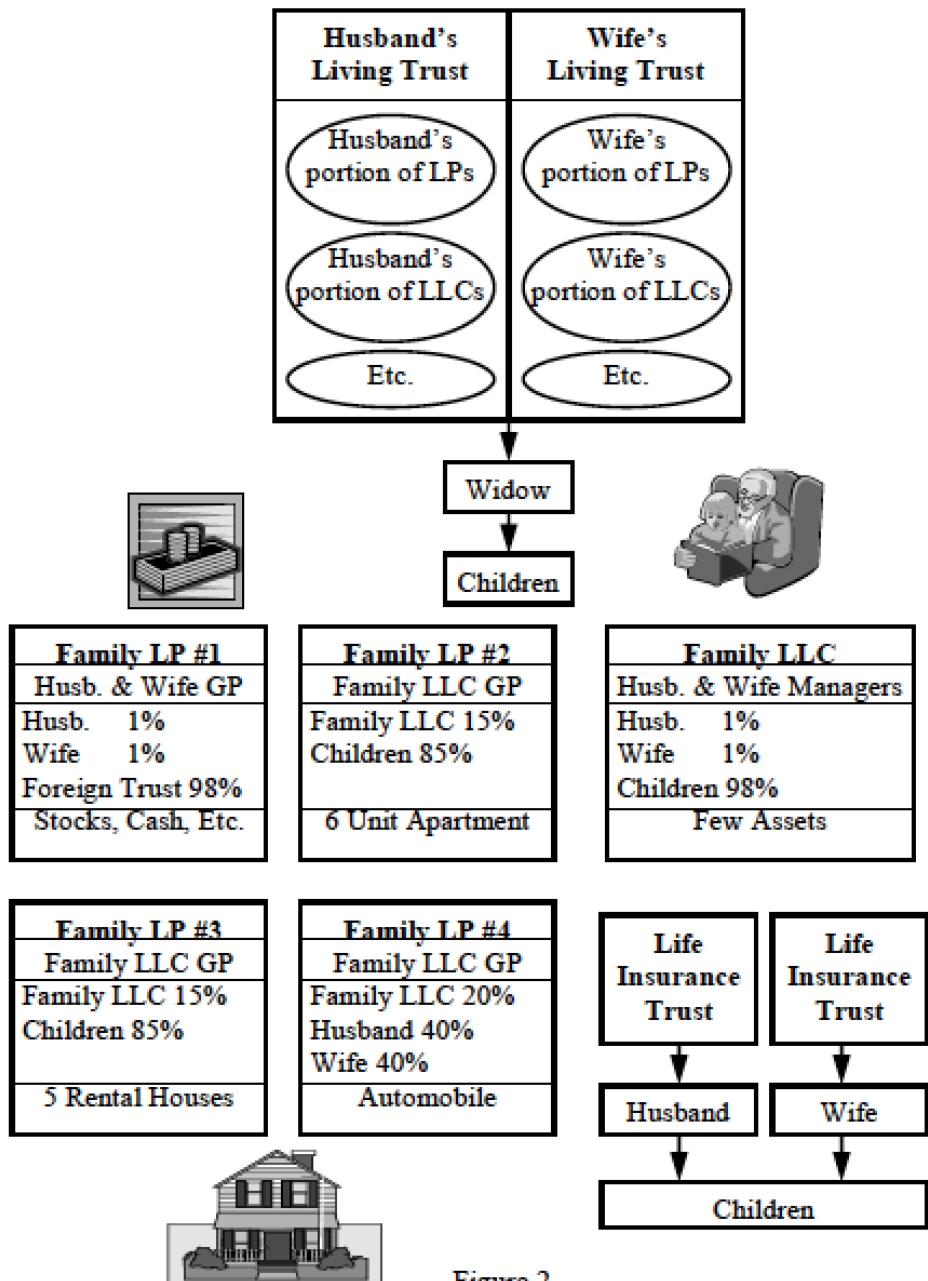 Husband's
Living Trust
Wife's
Living Trust
Husband's
portion of LPs
Wife's
portion of LPs
Husband's
portion of LLCs
Wife's
portion of LLCs
Etc.
Etc.
Widow
Children
Family LP #1
Husb. & Wife GP
Husb. 1%
Wife 1%
Foreign Trust 98%
Stocks, Cash, Etc.
Family LP #2
Family LLC GP
Family LLC 15%
Children 85%
6 Unit Apartment
Family LLC
Husb. & Wife Managers
Husb. 1%
Wife 1%
Children 98%
Few Assets
Family LP #3
Family LLC GP
Family LLC 15%
Children 85%
5 Rental Houses
Family LP #4
Family LLC GP
Family LLC 20%
Husband 40%
Wife 40%
Automobile
Life
Insurance
Trust
Life
Insurance
Trust
Husband
Wife
Children
Figure 2